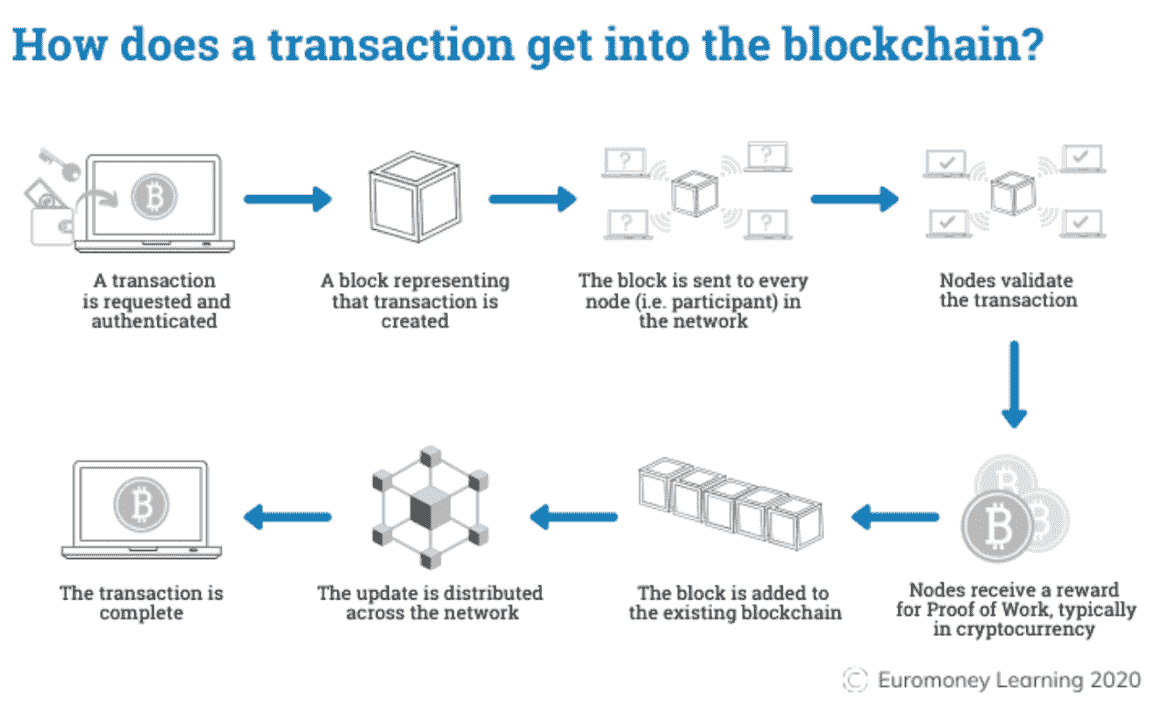 How does a transaction get into the blockchain?
A transaction
is requested and
authenticated
A block representing
that transaction is
created
The block is sent to every
node (i.e. participant) in
the network
Nodes validate
the transaction
Nodes receive a reward
for Proof of Work, typically
in cryptocurrency
The block is added to
the existing blockchain
The update is distributed
across the network
The transaction is
complete
© Euromoney Learning 2020